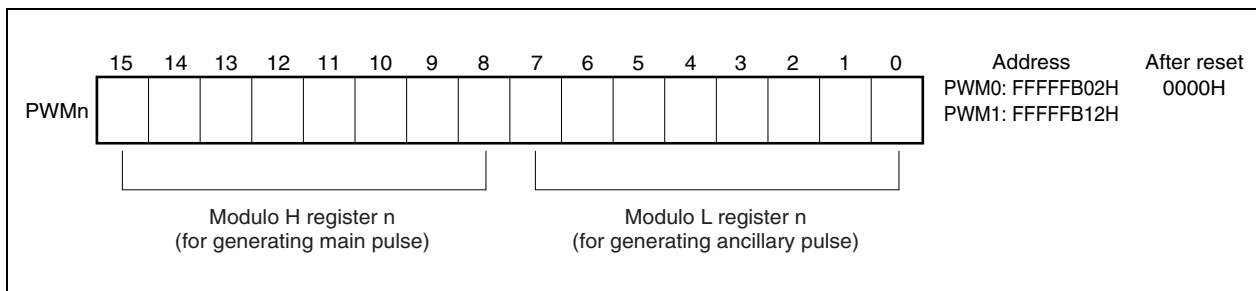 15 14 13 12 11 10 9 8 7 6 5 4 3 2 1 0 Address After reset
PWMn PWM0: FFFFFB02H 0000H
PWM1: FFFFFB12H
Modulo H register n Modulo L register n
(for generating main pulse) (for generating ancillary pulse)